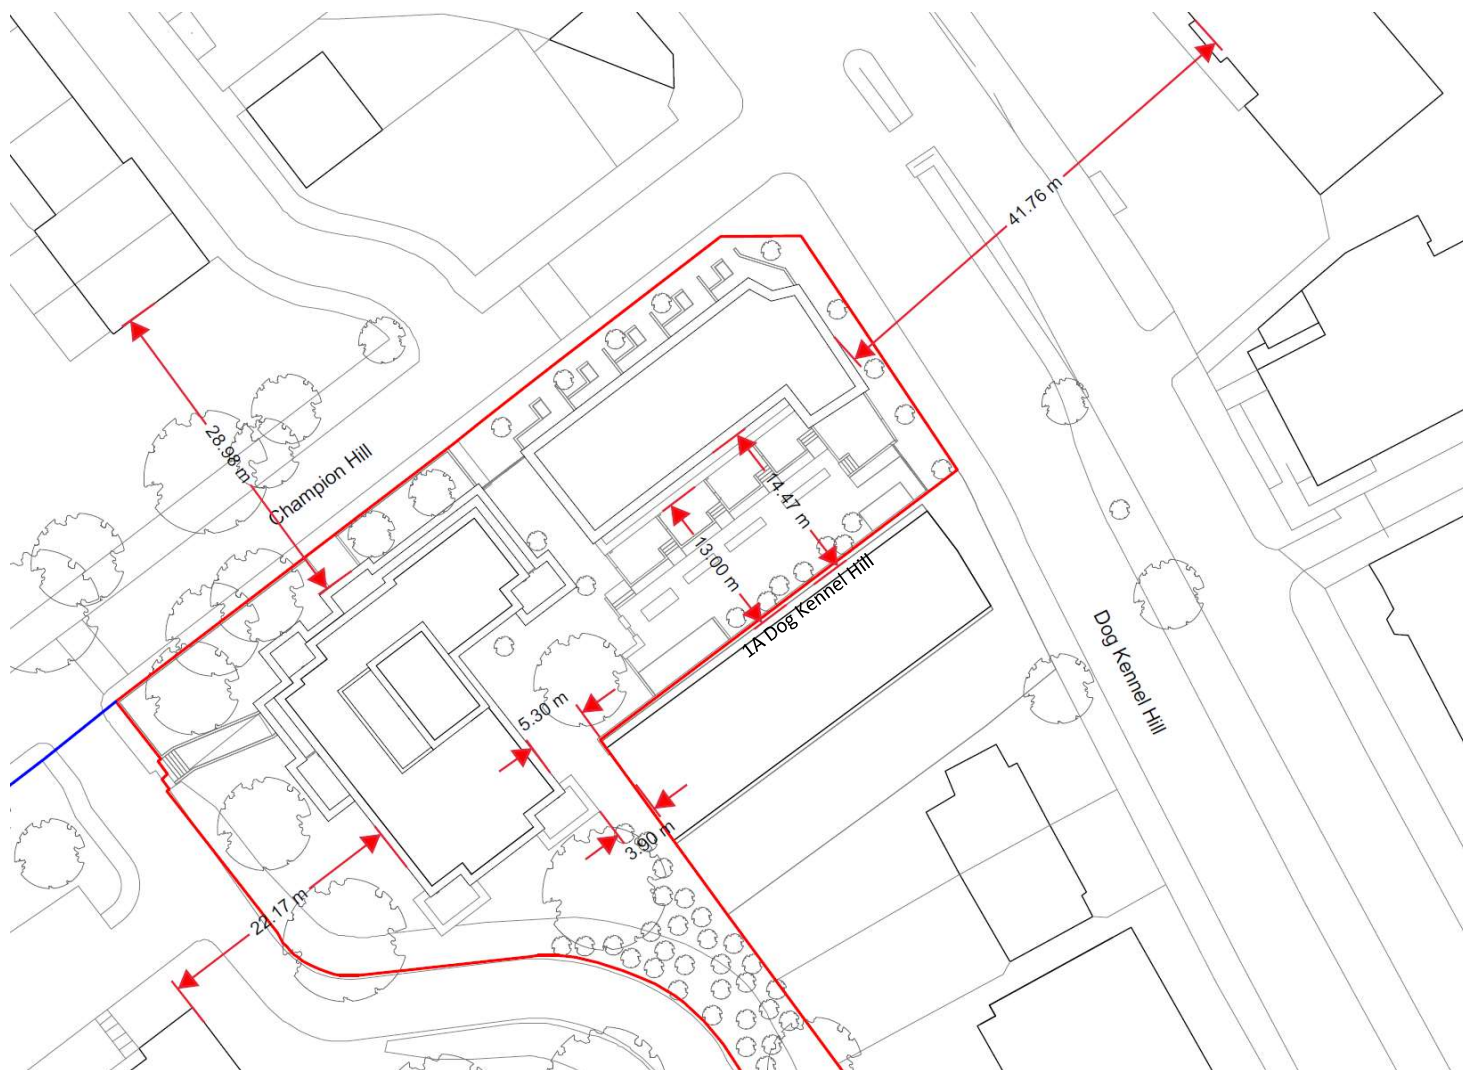 41.76 m
28.98 m
Champion Hill
14.47 m
13.00 m
1A Dog Kennel Hill
Dog Kennel Hill
5.30 m
3.90 m
22.17 m